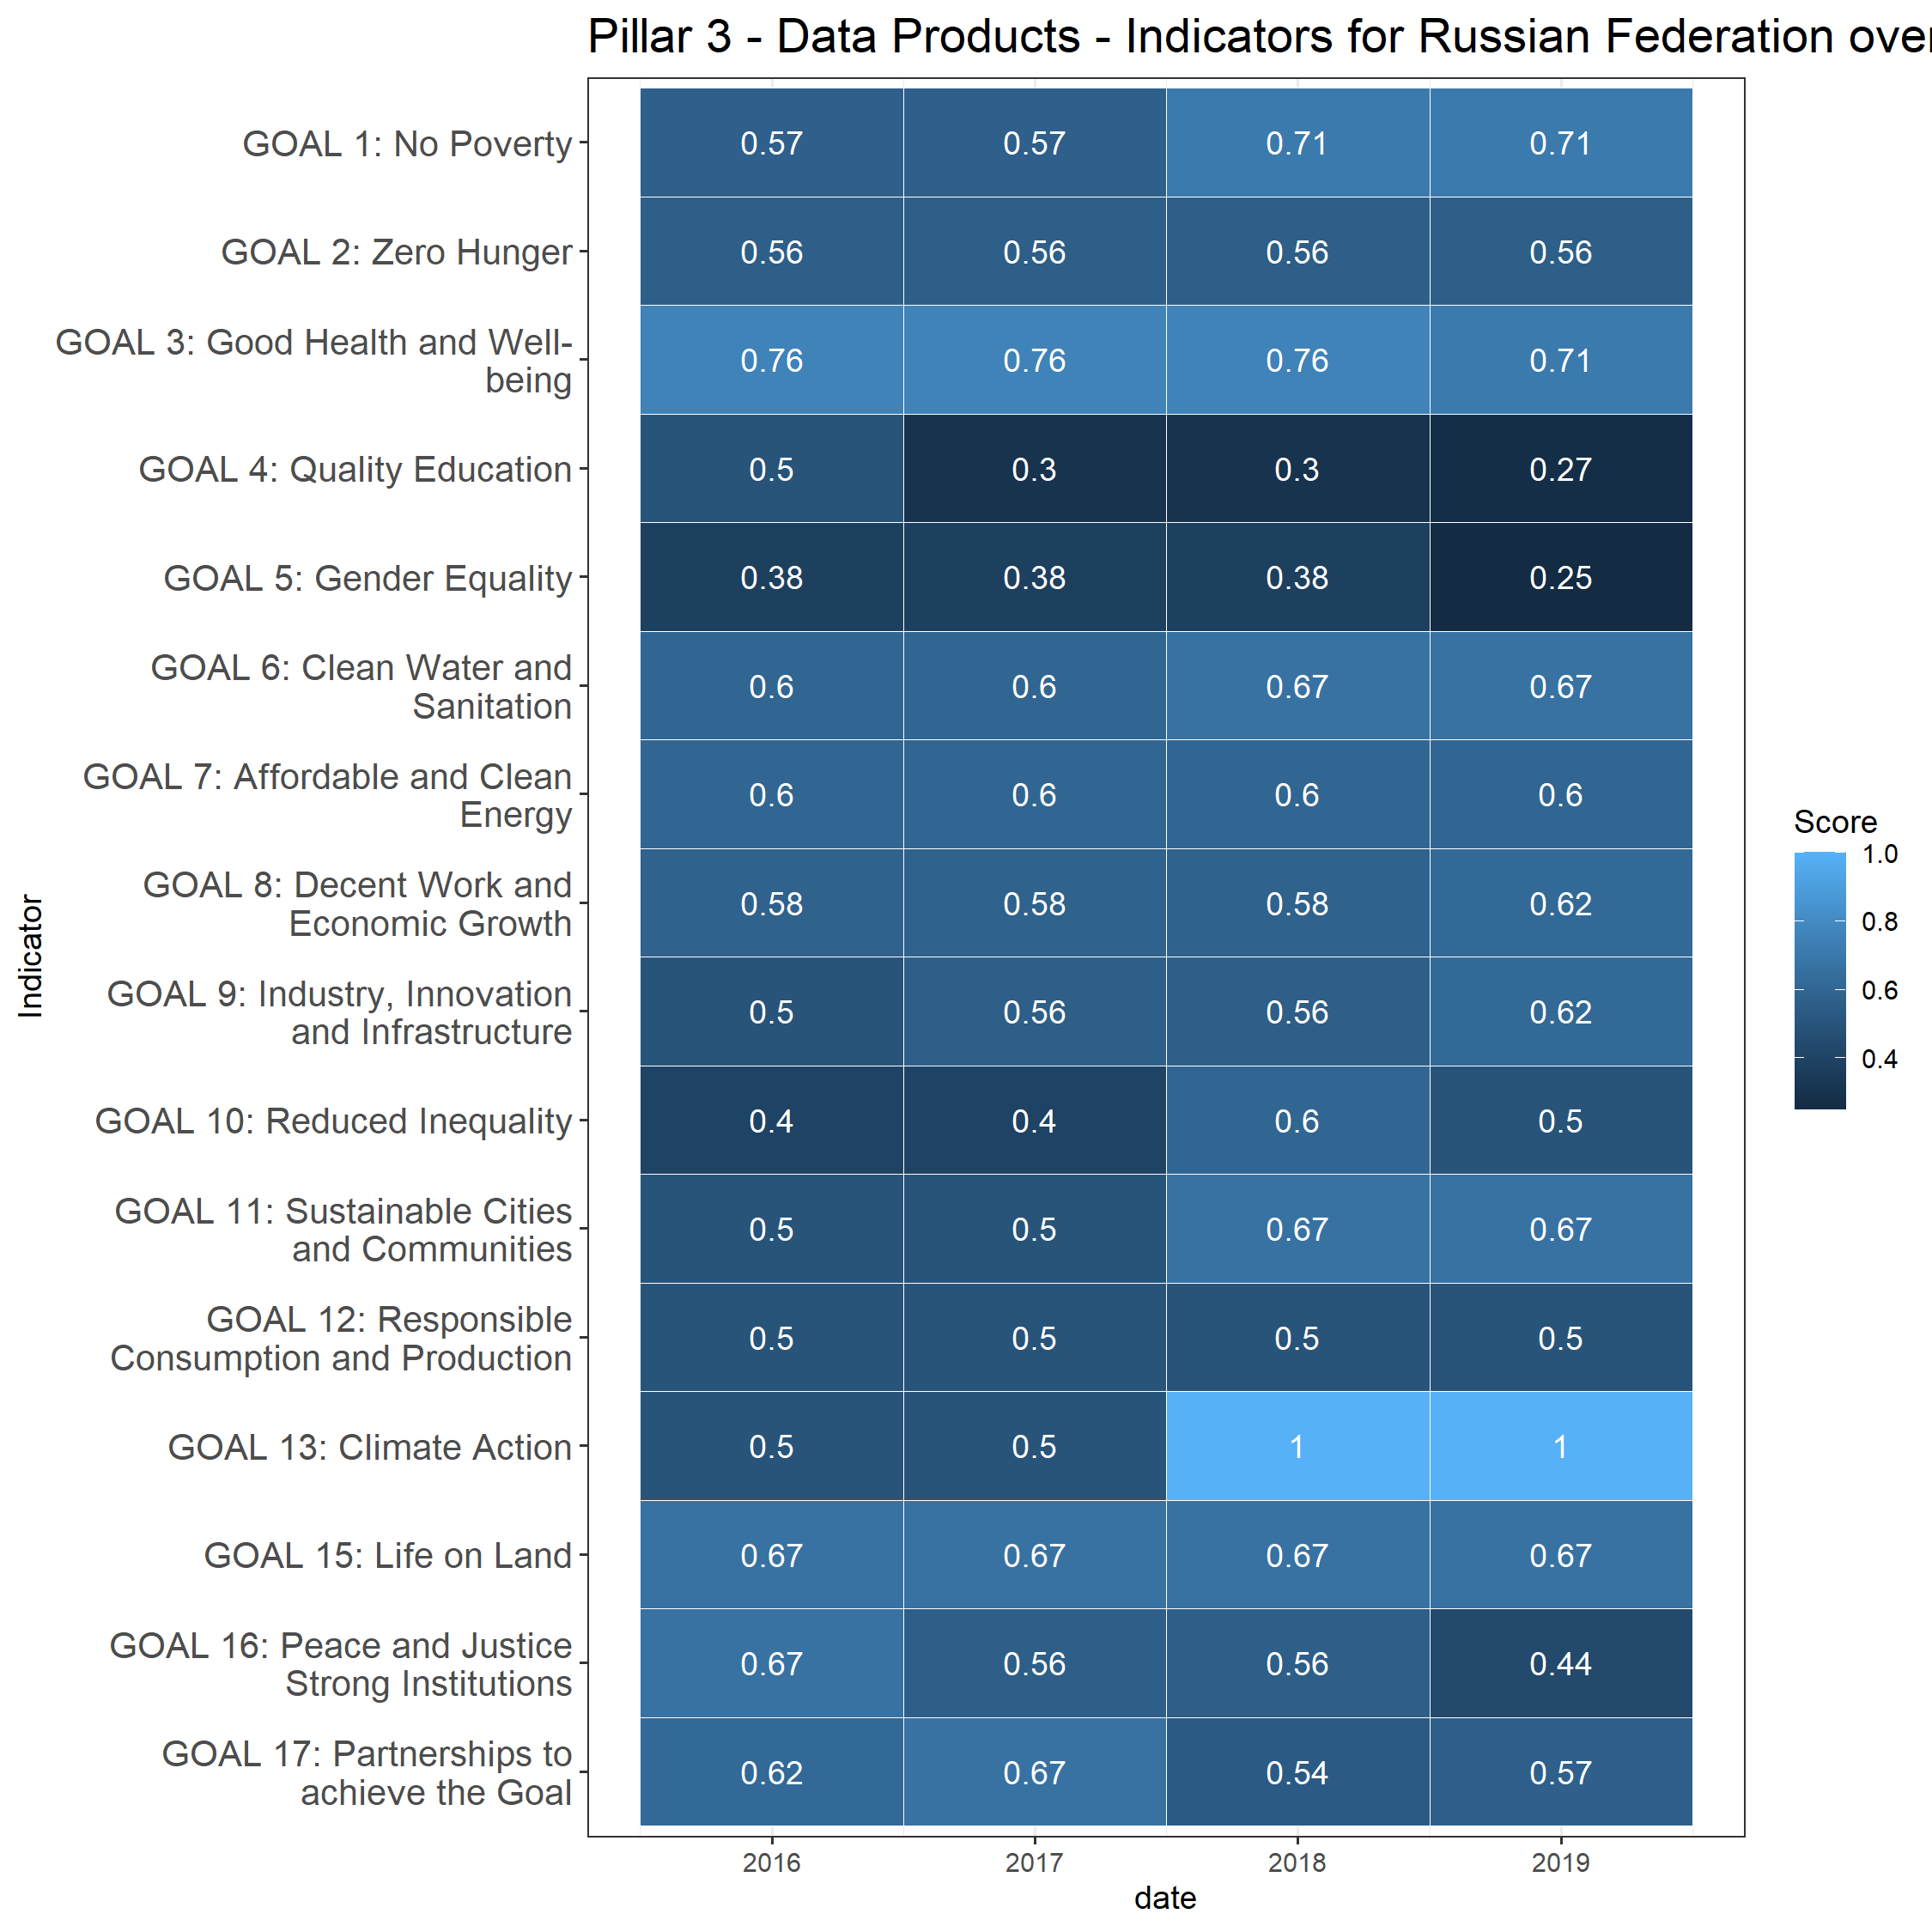 Pillar 3 - Data Products - Indicators for Russian Federation over
GOAL 1: No Poverty
0.57 0.57 0.71 0.71
GOAL 2: Zero Hunger
0.56 0.56 0.56 0.56
GOAL 3: Good Health and Well-
being
0.76 0.76 0.76 0.71
GOAL 4: Quality Education
0.5 0.3 0.3 0.27
GOAL 5: Gender Equality
0.38 0.38 0.38 0.25
GOAL 6: Clean Water and
Sanitation
0.6 0.6 0.67 0.67
GOAL 7: Affordable and Clean
Energy
0.6 0.6 0.6 0.6
GOAL 8: Decent Work and
Economic Growth
0.58 0.58 0.58 0.62
GOAL 9: Industry, Innovation
and Infrastructure
0.5 0.56 0.56 0.62
GOAL 10: Reduced Inequality
0.4 0.4 0.6 0.5
GOAL 11: Sustainable Cities
and Communities
0.5 0.5 0.67 0.67
GOAL 12: Responsible
Consumption and Production
0.5 0.5 0.5 0.5
GOAL 13: Climate Action
0.5 0.5 1 1
GOAL 15: Life on Land
0.67 0.67 0.67 0.67
GOAL 16: Peace and Justice
Strong Institutions
0.67 0.56 0.56 0.44
GOAL 17: Partnerships to
achieve the Goal
0.62 0.67 0.54 0.57
2016 2017 2018 2019
date
Indicator
Score
1.0
0.8
0.6
0.4